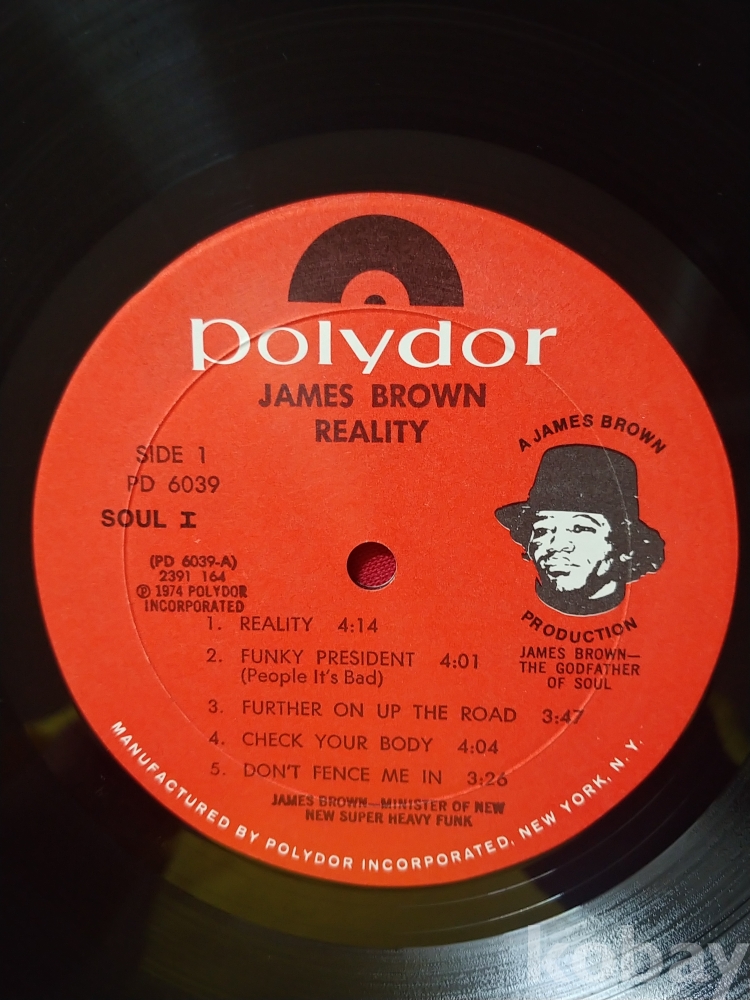 polydor
JAMES BROWN
REALITY
SIDE 1
PD 6039
SOUL I
(PD 6039-A)
2391 164
℗ 1974 POLYDOR
INCORPORATED
A JAMES BROWN
PRODUCTION
JAMES BROWN—
THE GODFATHER
OF SOUL
1. REALITY 4:14
2. FUNKY PRESIDENT 4:01
(People It's Bad)
3. FURTHER ON UP THE ROAD 3:47
4. CHECK YOUR BODY 4:04
5. DON'T FENCE ME IN 3:26
JAMES BROWN—MINISTER OF NEW
NEW SUPER HEAVY FUNK
MANUFACTURED BY POLYDOR INCORPORATED, NEW YORK, N. Y.
kobay